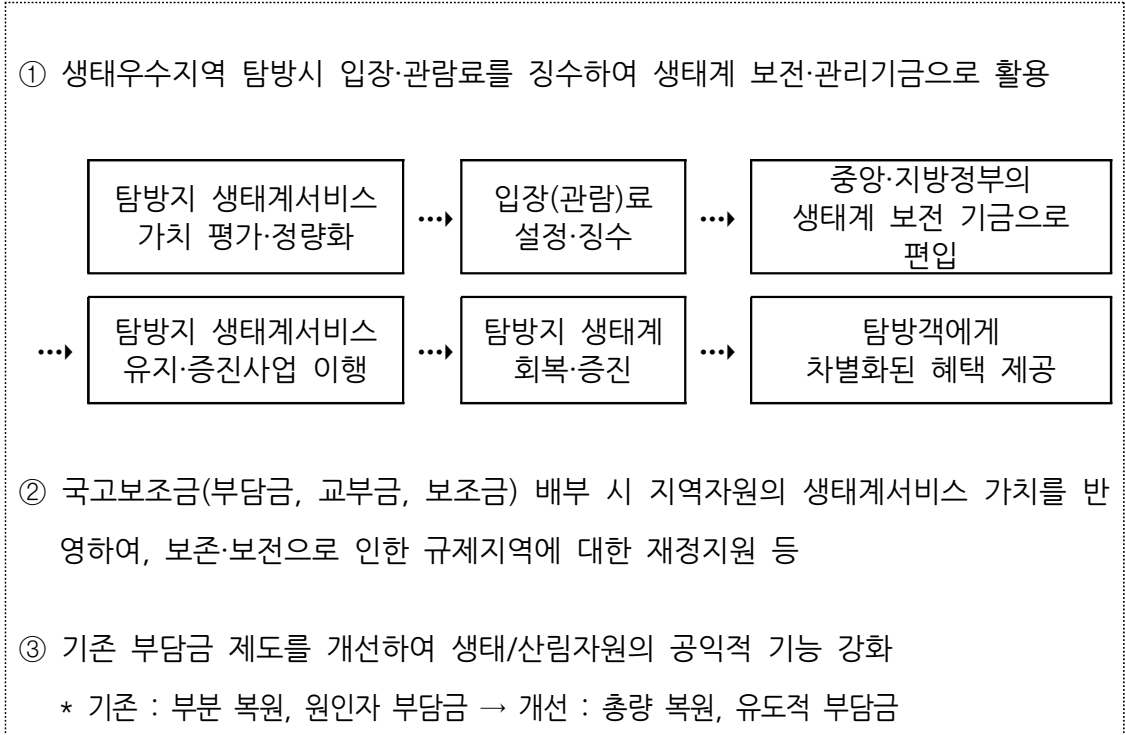 ① 생태우수지역 탐방시 입장·관람료를 징수하여 생태계 보전·관리기금으로 활용
탐방지 생태계서비스
가치 평가·정량화
입장(관람)료
설정·징수
중앙·지방정부의
생태계 보전 기금으로
편입
탐방지 생태계서비스
유지·증진사업 이행
탐방지 생태계
회복·증진
탐방객에게
차별화된 혜택 제공
② 국고보조금(부담금, 교부금, 보조금) 배부 시 지역자원의 생태계서비스 가치를 반
영하여, 보존·보전으로 인한 규제지역에 대한 재정지원 등
③ 기존 부담금 제도를 개선하여 생태/산림자원의 공익적 기능 강화
* 기존 : 부분 복원, 원인자 부담금 → 개선 : 총량 복원, 유도적 부담금